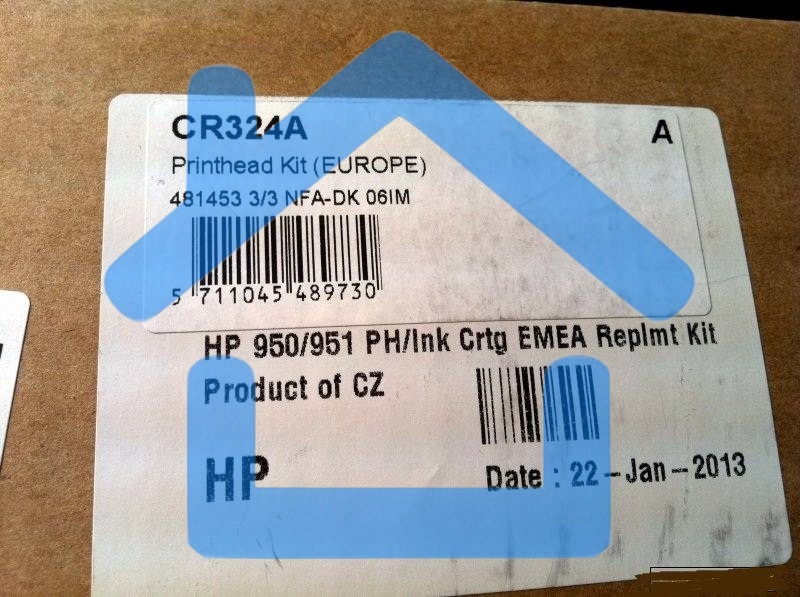 CR324A
A
Printhead Kit (EUROPE)
481453 3/3 NFA-DK 06IM
5 711045 489730
HP 950/951 PH/Ink Crtg EMEA Replmt Kit
Product of CZ
HP
Date : 22-Jan-2013